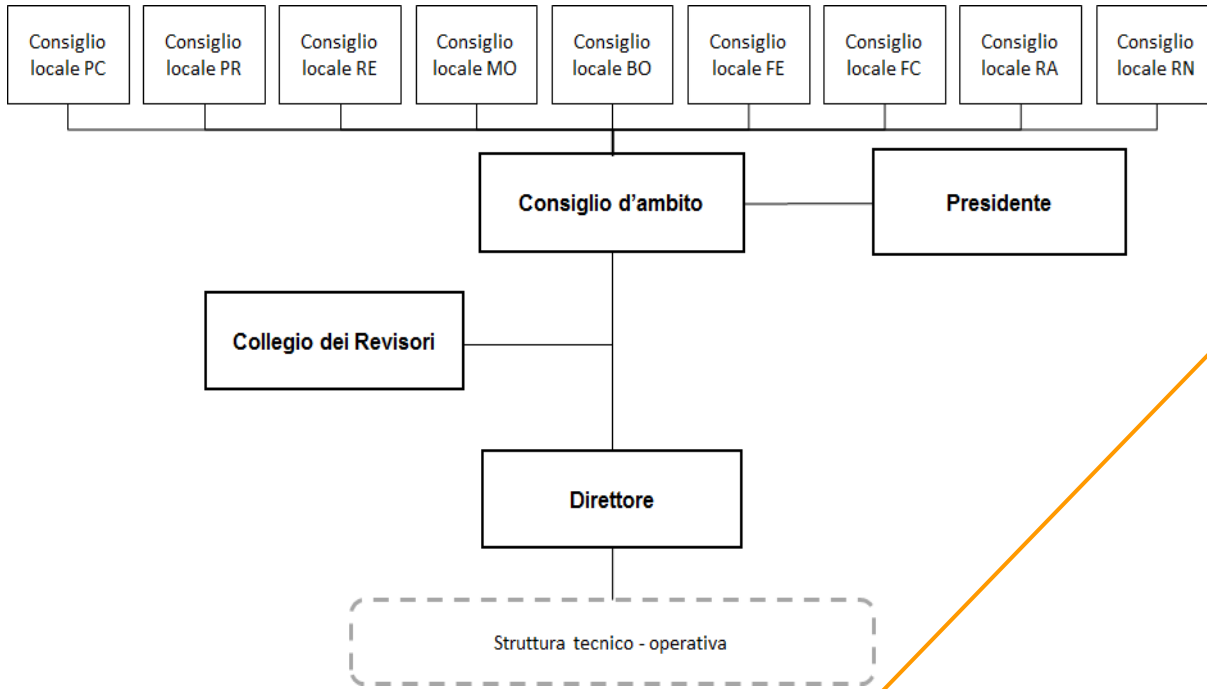 Consiglio
locale PC
Consiglio
locale PR
Consiglio
locale RE
Consiglio
locale MO
Consiglio
locale BO
Consiglio
locale FE
Consiglio
locale FC
Consiglio
locale RA
Consiglio
locale RN
Consiglio d’ambito
Presidente
Collegio dei Revisori
Direttore
Struttura tecnico - operativa